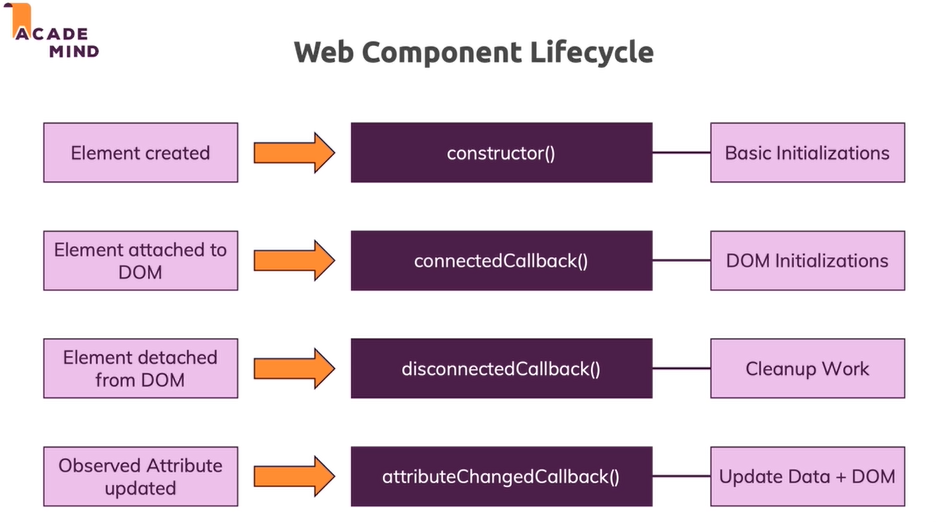 ACADE
MIND
Web Component Lifecycle
Element created
constructor()
Basic Initializations
Element attached to
DOM
connectedCallback()
DOM Initializations
Element detached
from DOM
disconnectedCallback()
Cleanup Work
Observed Attribute
updated
attributeChangedCallback()
Update Data + DOM